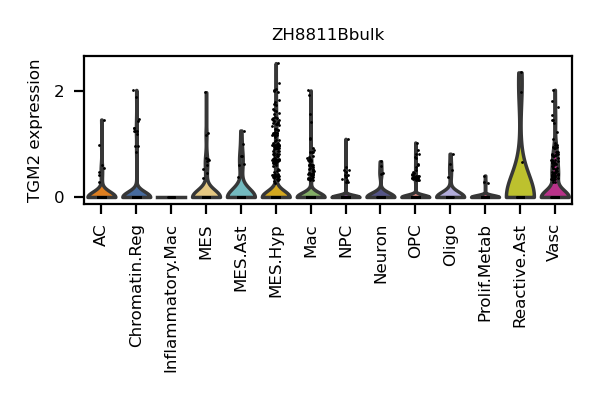 ZH8811Bbulk
TGM2 expression
2
0
AC
Chromatin.Reg
Inflammatory.Mac
MES
MES.Ast
MES.Hyp
Mac
NPC
Neuron
OPC
Oligo
Prolif.Metab
Reactive.Ast
Vasc